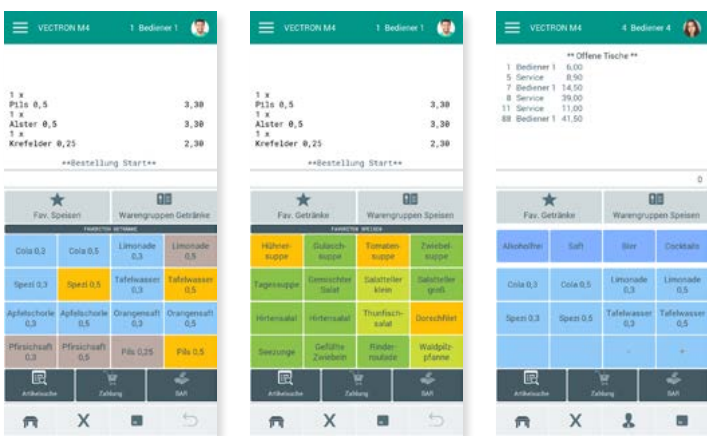 VECTRON M4 1 Bediener 1
1 x
Pils 0,5 3,30
1 x
Alster 0,5 3,30
1 x
Krefelder 0,25 2,30
**Bestellung Start**
Fav. Speisen Warengruppen Getränke
FAVORITEN GETRÄNKE
Cola 0,3 Cola 0,5 Limonade 0,3 Limonade 0,5
Spezi 0,3 Spezi 0,5 Tafelwasser 0,3 Tafelwasser 0,5
Apfelschorle 0,3 Apfelschorle 0,5 Orangensaft 0,3 Orangensaft 0,5
Pfirsichsaft 0,3 Pfirsichsaft 0,5 Pils 0,25 Pils 0,5
Artikelsuche Zahlung BAR
X
VECTRON M4 1 Bediener 1
1 x
Pils 0,5 3,30
1 x
Alster 0,5 3,30
1 x
Krefelder 0,25 2,30
**Bestellung Start**
Fav. Getränke Warengruppen Speisen
FAVORITEN SPEISEN
Hühner-suppe Gulasch-suppe Tomaten-suppe Zwiebel-suppe
Tagessuppe Gemischter Salat Salatteller klein Salatteller groß
Hirtensalat Hirtensalat Thunfisch-salat Dorschfilet
Seezunge Gefüllte Zwiebeln Rinder-roulade Waldpilz-pfanne
Artikelsuche Zahlung BAR
X
VECTRON M4 4 Bediener 4
** Offene Tische **
1 Bediener 1 6,00
5 Service 8,90
7 Bediener 1 14,50
8 Service 39,00
11 Service 11,00
88 Bediener 1 41,50
0
Fav. Getränke Warengruppen Speisen
Alkoholfrei Saft Bier Cocktails
Cola 0,3 Cola 0,5 Limonade 0,3 Limonade 0,5
Spezi 0,3 Spezi 0,5 Tafelwasser 0,3 Tafelwasser 0,5
- +
Artikelsuche Zahlung BAR
X